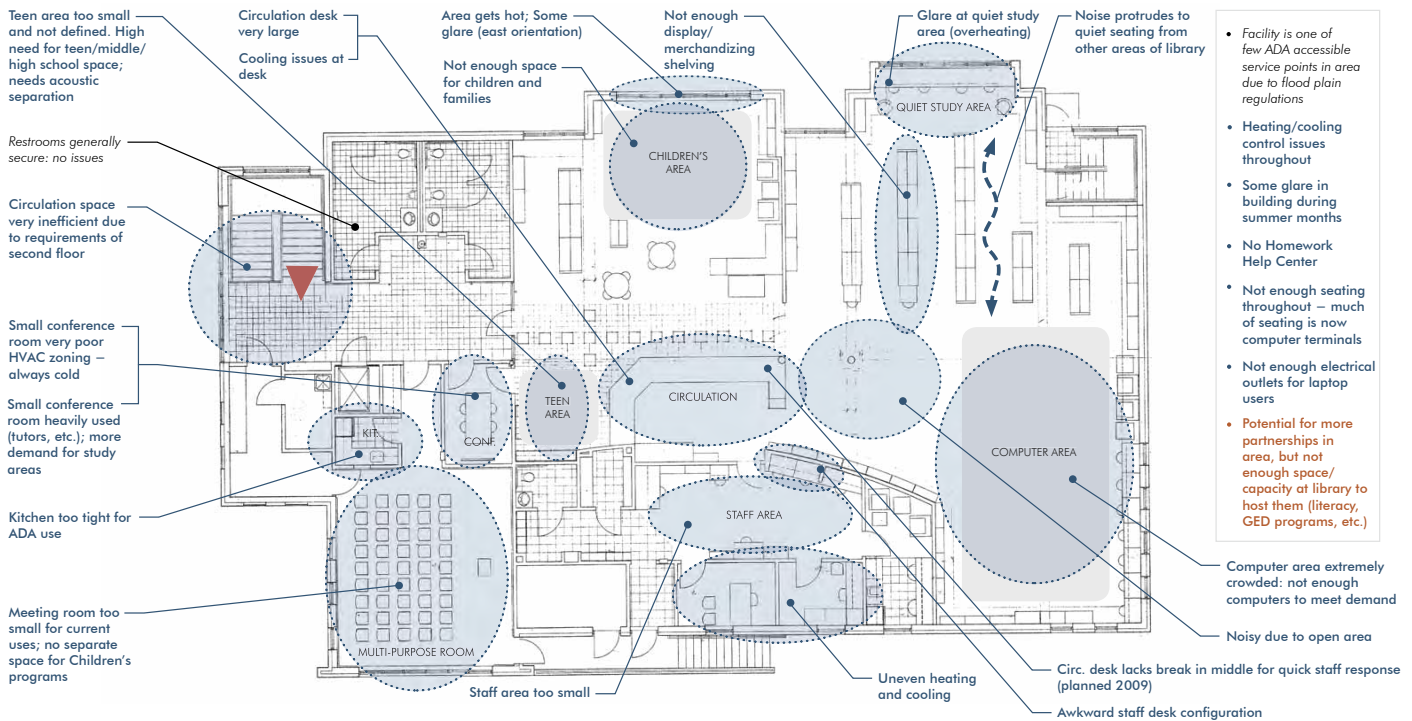 Teen area too small
and not defined. High
need for teen/middle/
high school space;
needs acoustic
separation
Circulation desk
very large
Cooling issues at
desk
Area gets hot; Some
glare (east orientation)
Not enough space
for children and
families
Not enough
display/
merchandizing
shelving
Glare at quiet study
area (overheating)
Noise protrudes to
quiet seating from
other areas of library
• Facility is one of
few ADA accessible
service points in area
due to flood plain
regulations
• Heating/cooling
control issues
throughout
• Some glare in
building during
summer months
• No Homework
Help Center
• Not enough seating
throughout – much
of seating is now
computer terminals
• Not enough electrical
outlets for laptop
users
• Potential for more
partnerships in
area, but not
enough space/
capacity at library to
host them (literacy,
GED programs, etc.)
Restrooms generally
secure: no issues
Circulation space
very inefficient due
to requirements of
second floor
Small conference
room very poor
HVAC zoning –
always cold
Small conference
room heavily used
(tutors, etc.); more
demand for study
areas
Kitchen too tight for
ADA use
Meeting room too
small for current
uses; no separate
space for Children's
programs
QUIET STUDY AREA
CHILDREN'S
AREA
TEEN
AREA
CIRCULATION
KIT.
CONF.
COMPUTER AREA
STAFF AREA
MULTI-PURPOSE ROOM
Staff area too small
Uneven heating
and cooling
Computer area extremely
crowded: not enough
computers to meet demand
Noisy due to open area
Circ. desk lacks break in middle for quick staff response
(planned 2009)
Awkward staff desk configuration